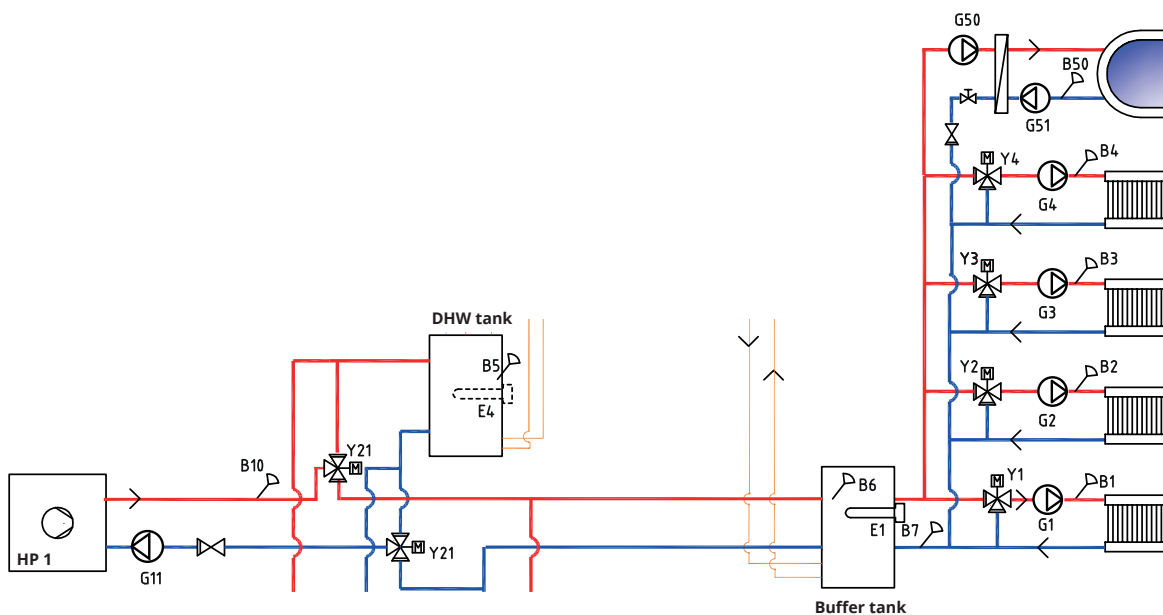 G50
B50
G51
M Y4
B4
G4
Y3
M
B3
G3
DHW tank
B5
E4
Y2
M
B2
G2
Y21
M
B10
B6
Y1
M
B1
E1
B7
G1
HP 1
G11
M Y21
Buffer tank